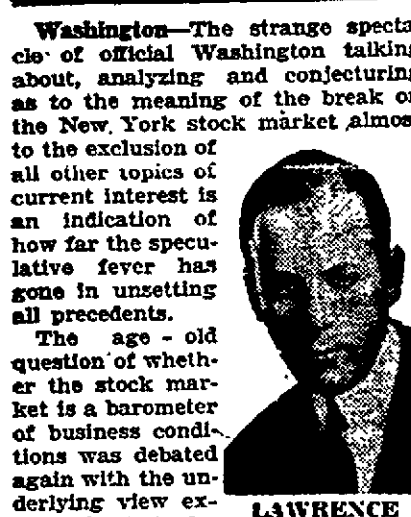 Washington—The strange specta-
cle of official Washington talking
about, analyzing and conjecturing
as to the meaning of the break on
the New York stock market almost
to the exclusion of
all other topics of
current interest is
an indication of
how far the specu-
lative fever has
gone in unsetting
all precedents.
The age - old
question of wheth-
er the stock mar-
ket is a barometer
of business condi-
tions was debated
again with the un-
derlying view ex-
LAWRENCE